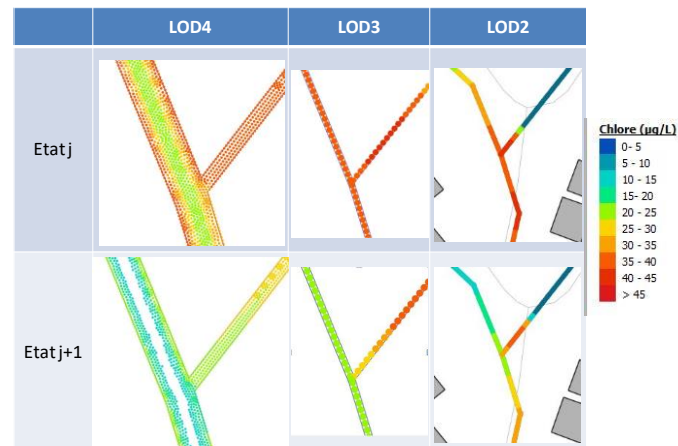 LOD4 LOD3 LOD2
Etat j
Etat j+1
Chlore (µg/L)
0- 5
5 - 10
10 - 15
15- 20
20 - 25
25 - 30
30 - 35
35 - 40
40 - 45
> 45